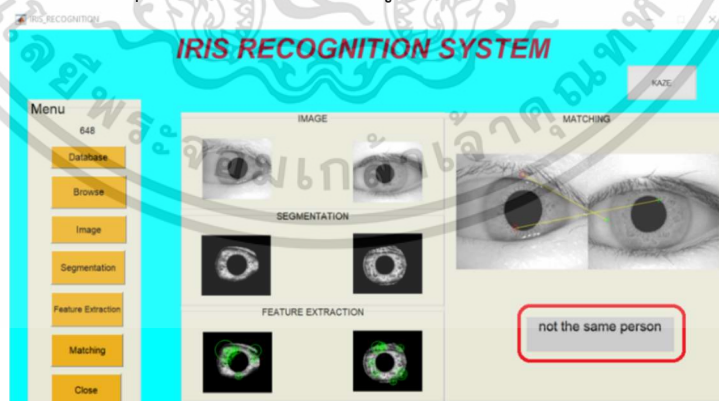 IRIS_RECOGNITION
IRIS RECOGNITION SYSTEM
KAZE
Menu
648
Database
Browse
Image
Segmentation
Feature Extraction
Matching
Close
IMAGE
SEGMENTATION
FEATURE EXTRACTION
MATCHING
not the same person